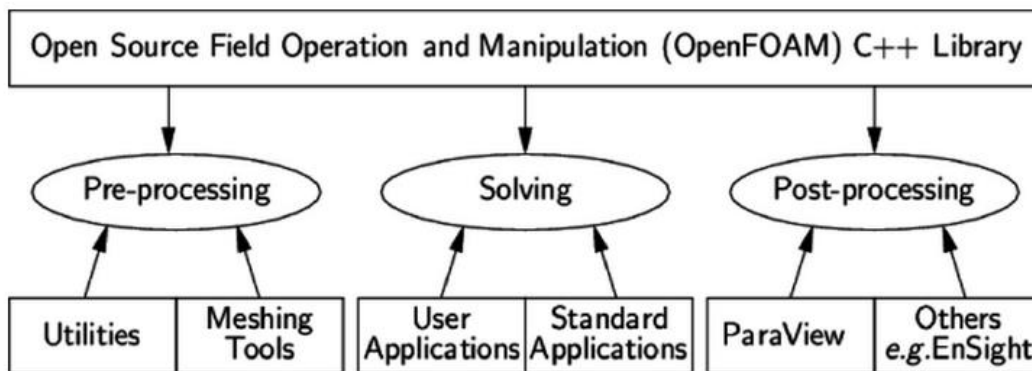 Open Source Field Operation and Manipulation (OpenFOAM) C++ Library
Pre-processing
Solving
Post-processing
Utilities
Meshing
Tools
User
Applications
Standard
Applications
ParaView
Others
e.g.EnSight